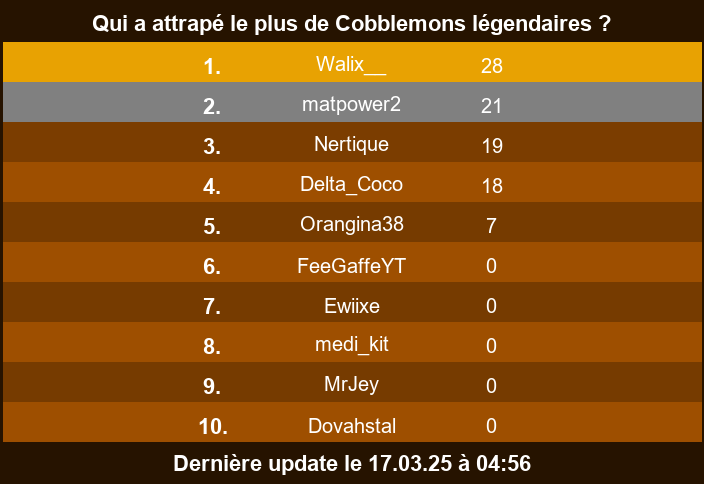 Qui a attrapé le plus de Cobblemons légendaires ?
1. Walix__ 28
2. matpower2 21
3. Nertique 19
4. Delta_Coco 18
5. Orangina38 7
6. FeeGaffeYT 0
7. Ewiixe 0
8. medi_kit 0
9. MrJey 0
10. Dovahstal 0
Dernière update le 17.03.25 à 04:56